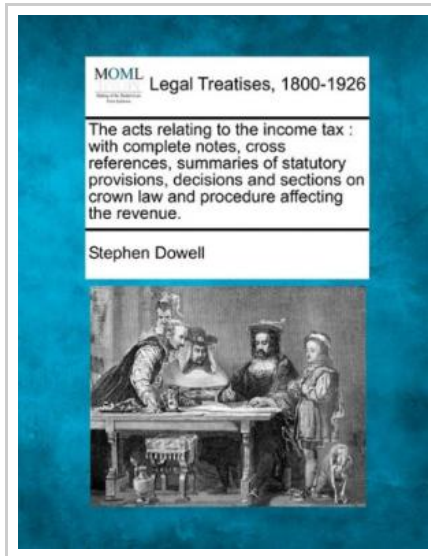 MOML
Legal Treatises, 1800-1926
The acts relating to the income tax :
with complete notes, cross
references, summaries of statutory
provisions, decisions and sections on
crown law and procedure affecting
the revenue.
Stephen Dowell